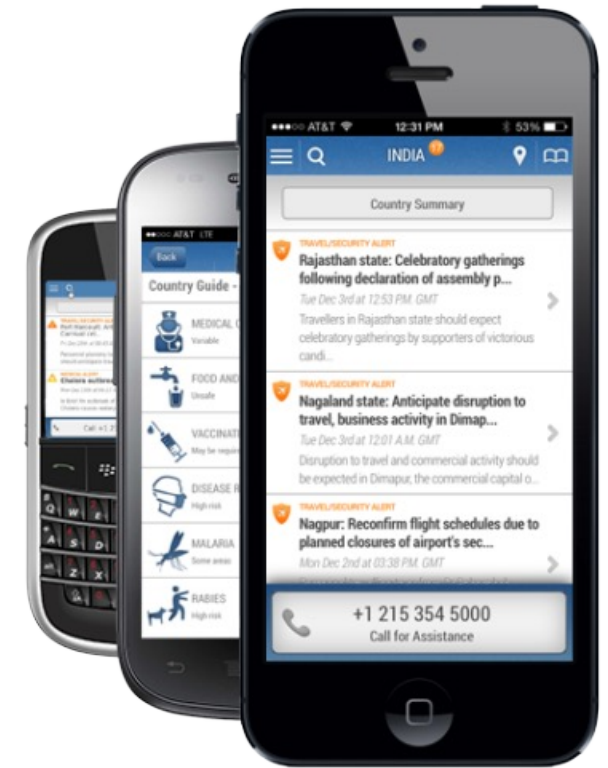 AT&T
12:31 PM
53%
INDIA
17
Country Summary
TRAVEL/SECURITY ALERT
Rajasthan state: Celebratory gatherings
following declaration of assembly p...
Tue Dec 3rd at 12:53 PM GMT
Travellers in Rajasthan state should expect
celebratory gatherings by supporters of victorious
candi...
TRAVEL/SECURITY ALERT
Nagaland state: Anticipate disruption to
travel, business activity in Dimap...
Tue Dec 3rd at 12:01 A.M. GMT
Disruption to travel and commercial activity should
be expected in Dimapur, the commercial capital o...
TRAVEL/SECURITY ALERT
Nagpur: Reconfirm flight schedules due to
planned closures of airport's sec...
Mon Dec 2nd at 03:38 PM. GMT
+1 215 354 5000
Call for Assistance
AT&T LTE
Back
Country Guide -
MEDICAL
Variable
FOOD AND
Unsafe
VACCINATI
May be requir
DISEASE R
High-risk
MALARIA
Some areas
RABIES
High-risk
Call +1 21
Q W E
A S D
Z X